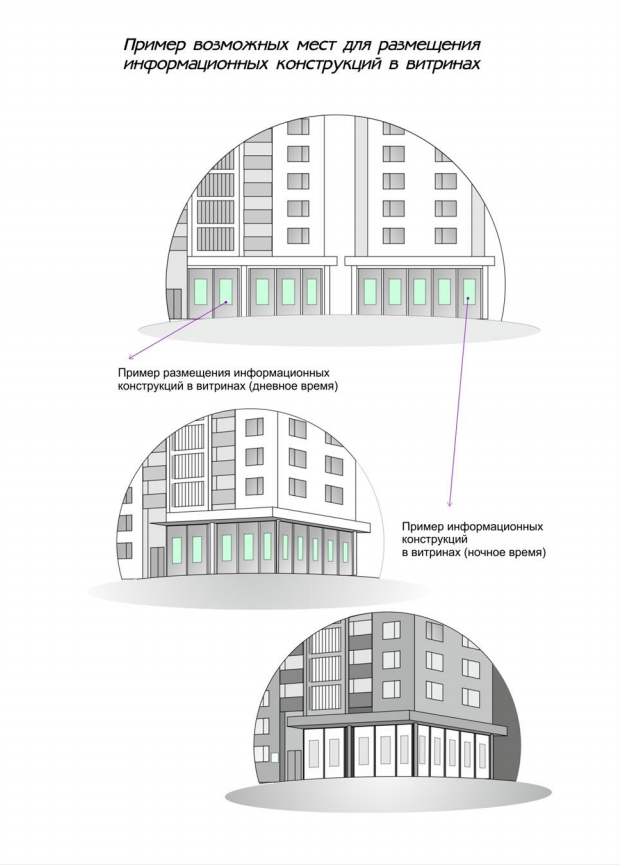 Пример возможных мест для размещения
информационных конструкций в витринах
Пример размещения информационных
конструкций в витринах (дневное время)
Пример информационных
конструкций
в витринах (ночное время)